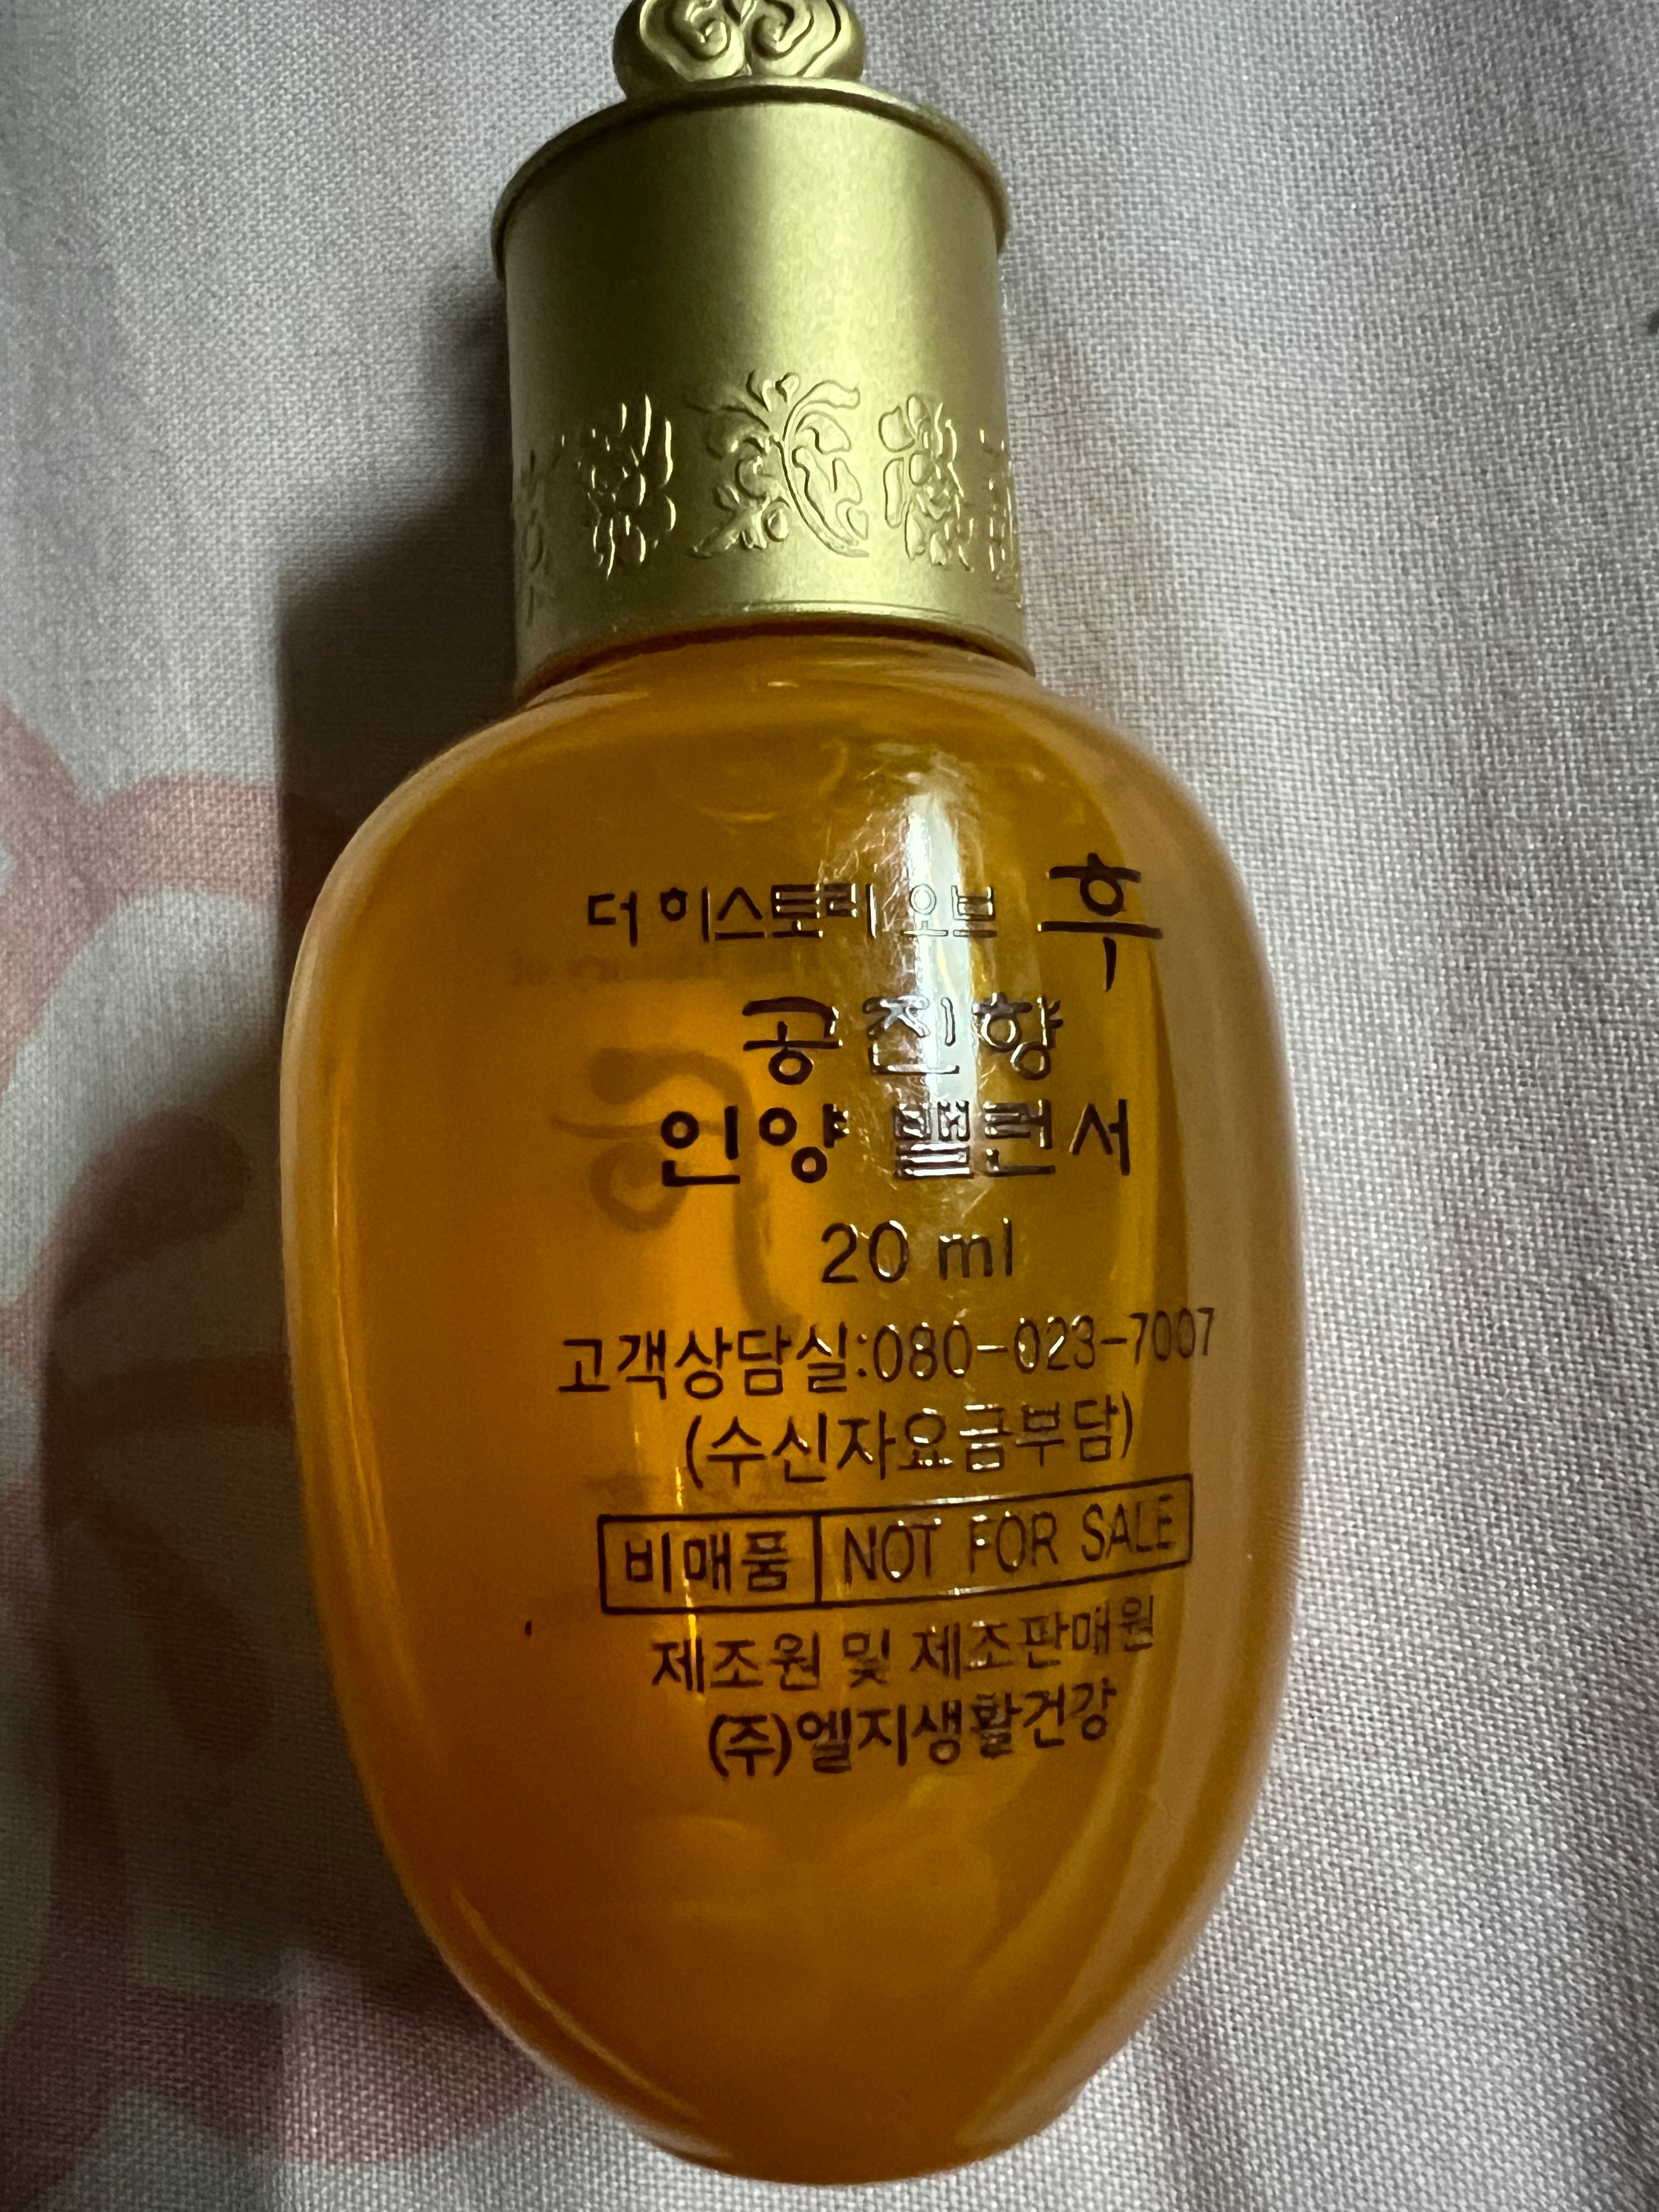 더 히스토리 오브 후
공진향
인양 밸런서
20 ml
고객상담실:080-023-7007
(수신자요금부담)
비매품 NOT FOR SALE
제조원 및 제조판매원
(주)엘지생활건강